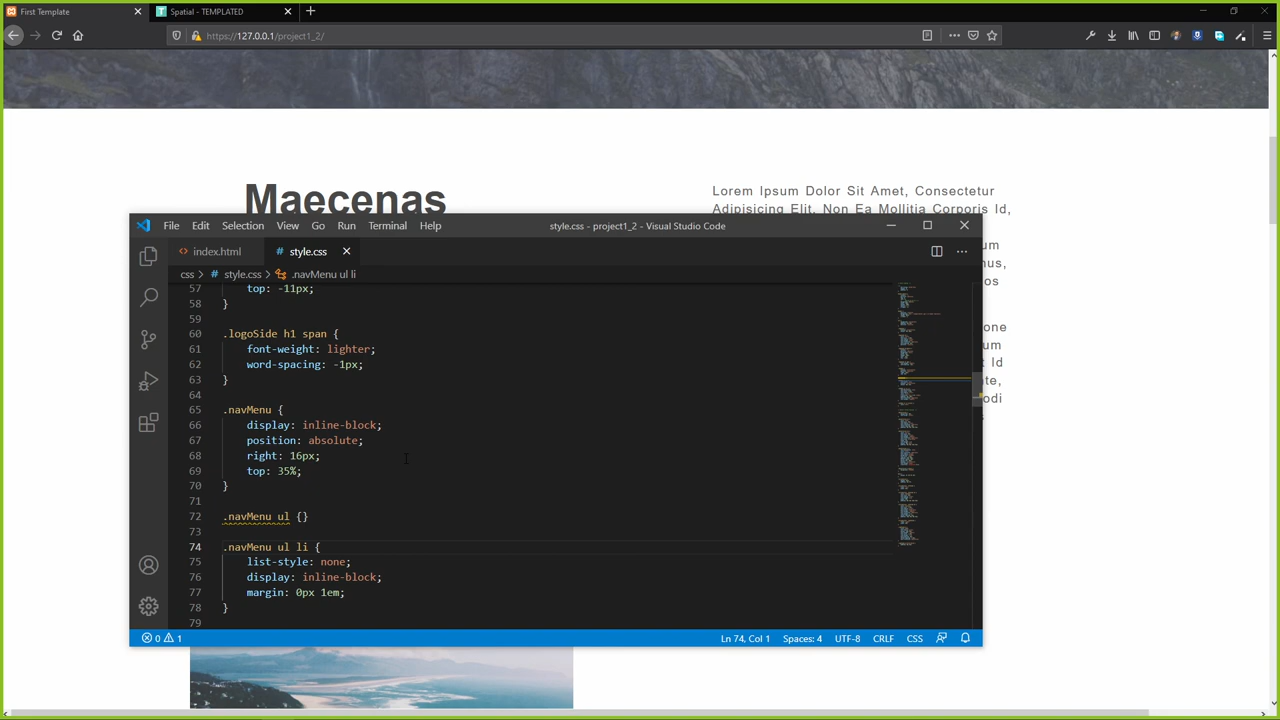 First Template
Spatial - TEMPLATED
https://127.0.0.1/project1_2/
Maecenas
Lorem Ipsum Dolor Sit Amet, Consectetur
Adipisicing Elit. Non Ea Mollitia Corporis Id,
File Edit Selection View Run Terminal Help
style.css - project1_2 - Visual Studio Code
index.html
# style.css
css > # style.css > .navMenu ul li
57 top: -11px;
58 }
59
60 .logoSide h1 span {
61 font-weight: lighter;
62 word-spacing: -1px;
63 }
64
65 .navMenu {
66 display: inline-block;
67 position: absolute;
68 right: 16px;
69 top: 35%;
70 }
71
72 .navMenu ul {}
73
74 .navMenu ul li {
75 list-style: none;
76 display: inline-block;
77 margin: 0px 1em;
78 }
79
0 1
Ln 74, Col 1
Spaces: 4
UTF-8
CRLF
CSS